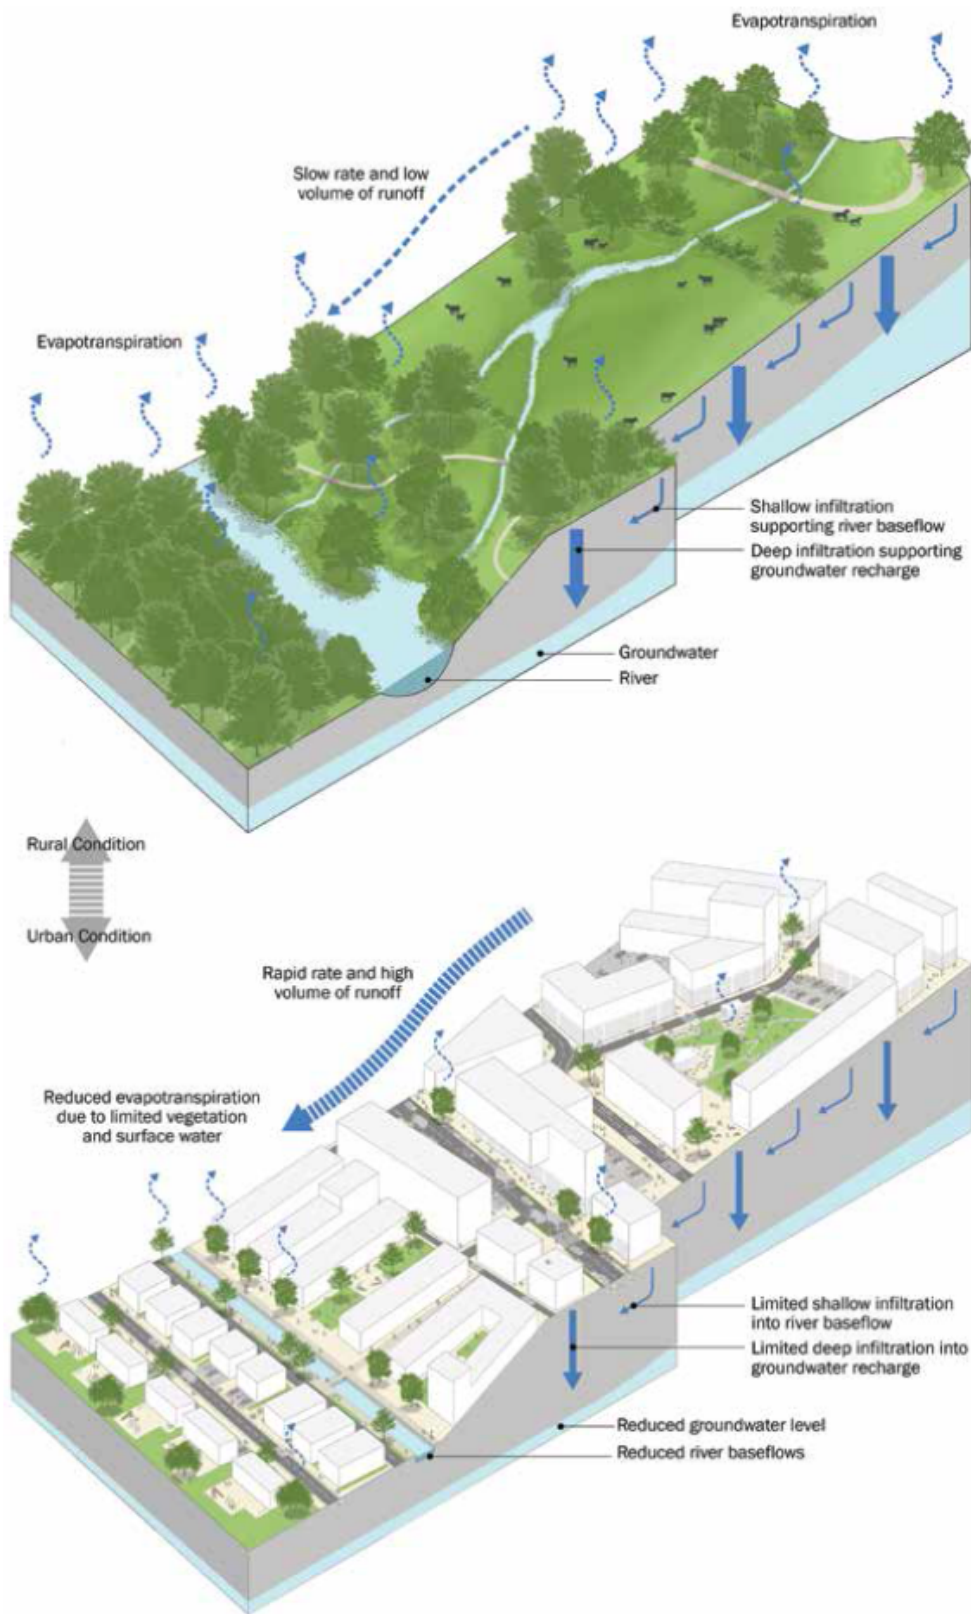 Evapotranspiration
Slow rate and low
volume of runoff
Evapotranspiration
Shallow infiltration
supporting river baseflow
Deep infiltration supporting
groundwater recharge
Groundwater
River
Rural Condition
Urban Condition
Rapid rate and high
volume of runoff
Reduced evapotranspiration
due to limited vegetation
and surface water
Limited shallow infiltration
into river baseflow
Limited deep infiltration into
groundwater recharge
Reduced groundwater level
Reduced river baseflows